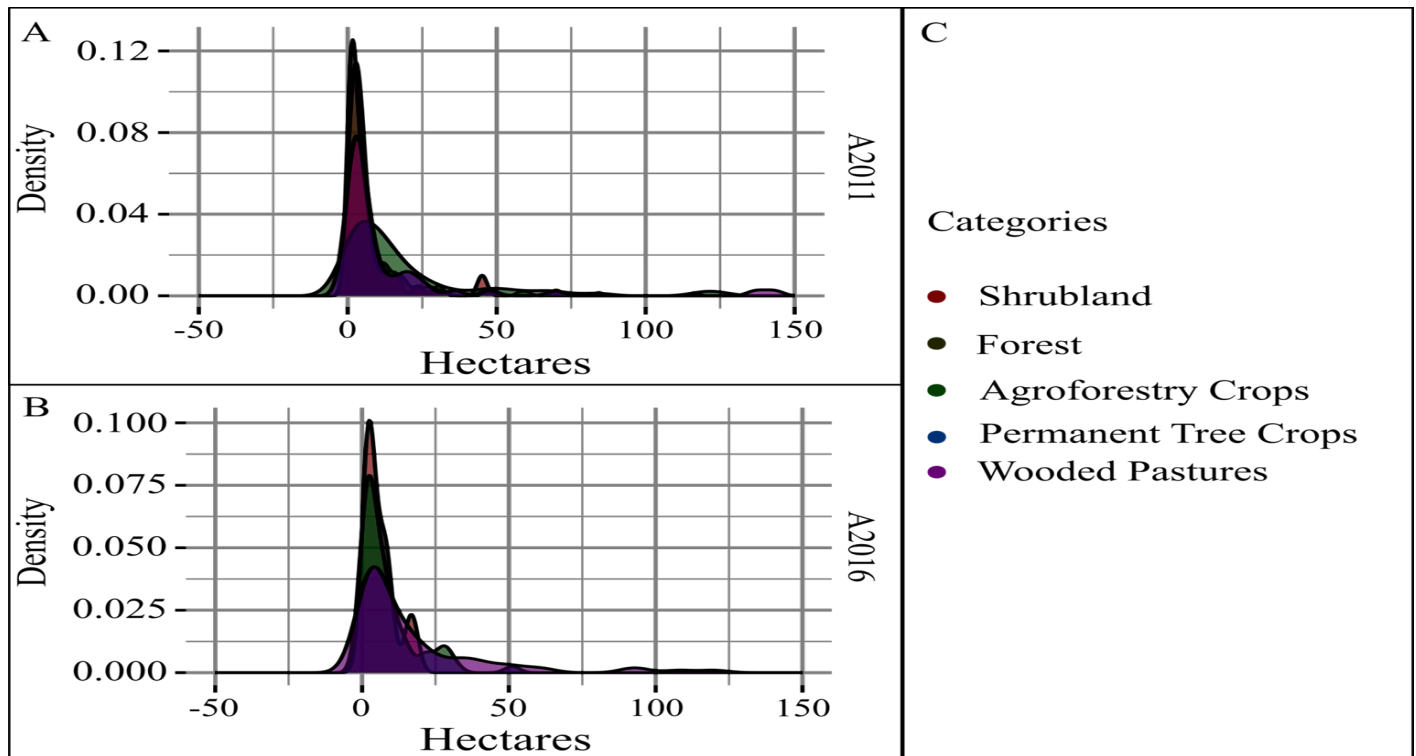 A
0.12
0.08
0.04
0.00
Density
A2011
-50 0 50 100 150
Hectares
B
0.100
0.075
0.050
0.025
0.000
Density
A2016
-50 0 50 100 150
Hectares
C
Categories
Shrubland
Forest
Agroforestry Crops
Permanent Tree Crops
Wooded Pastures